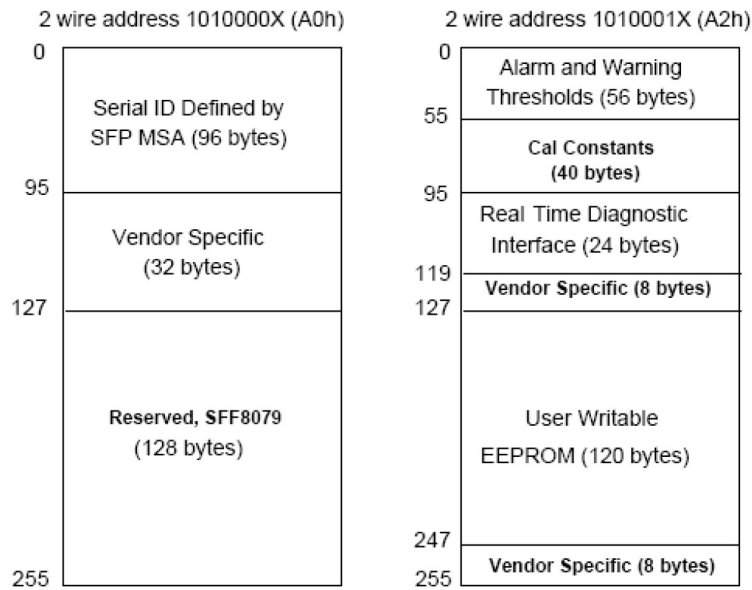 2 wire address 1010000X (A0h)
0
Serial ID Defined by
SFP MSA (96 bytes)
95
Vendor Specific
(32 bytes)
127
Reserved, SFF8079
(128 bytes)
255
2 wire address 1010001X (A2h)
0
Alarm and Warning
Thresholds (56 bytes)
55
Cal Constants
(40 bytes)
95
Real Time Diagnostic
Interface (24 bytes)
119
Vendor Specific (8 bytes)
127
User Writable
EEPROM (120 bytes)
247
Vendor Specific (8 bytes)
255